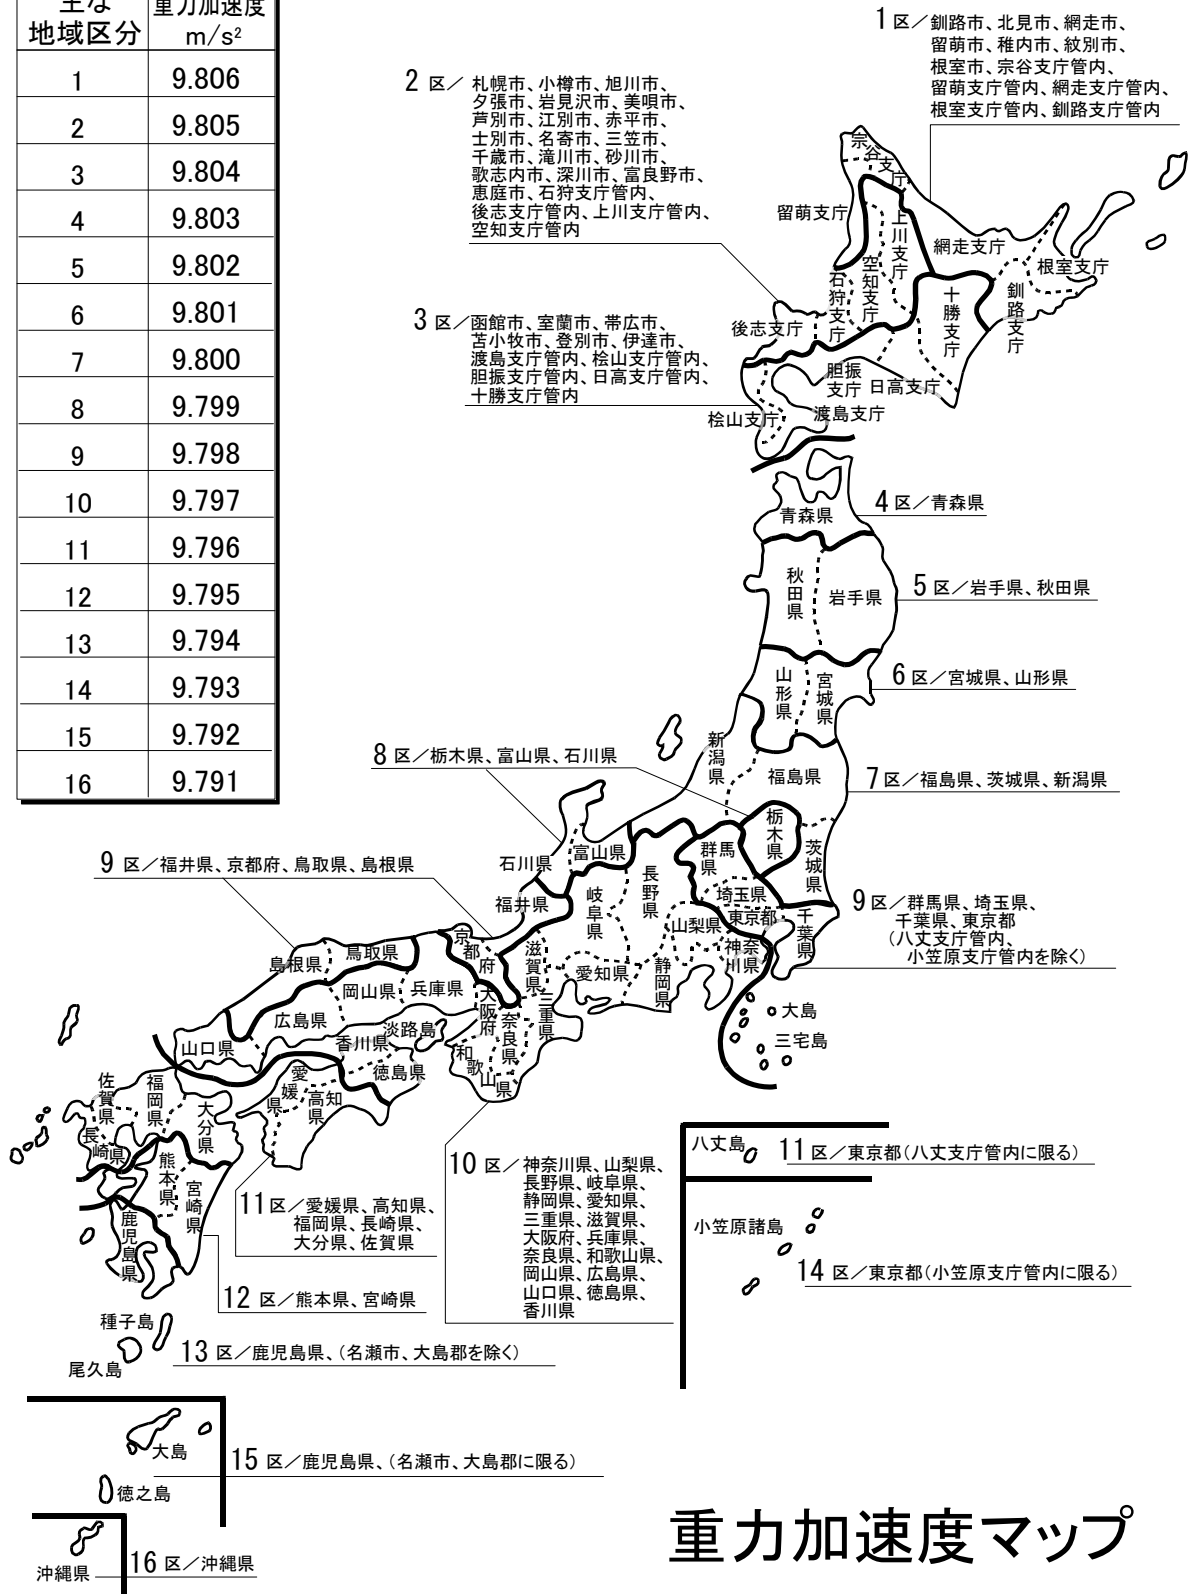 主な 重力加速度
地域区分 m/s²
1 9.806
2 9.805
3 9.804
4 9.803
5 9.802
6 9.801
7 9.800
8 9.799
9 9.798
10 9.797
11 9.796
12 9.795
13 9.794
14 9.793
15 9.792
16 9.791
1 区／釧路市、北見市、網走市、
留萌市、稚内市、紋別市、
根室市、宗谷支庁管内、
留萌支庁管内、網走支庁管内、
根室支庁管内、釧路支庁管内
2 区／札幌市、小樽市、旭川市、
夕張市、岩見沢市、美唄市、
芦別市、江別市、赤平市、
士別市、名寄市、三笠市、
千歳市、滝川市、砂川市、
歌志内市、深川市、富良野市、
恵庭市、石狩支庁管内、
後志支庁管内、上川支庁管内、
空知支庁管内
3 区／函館市、室蘭市、帯広市、
苫小牧市、登別市、伊達市、
渡島支庁管内、桧山支庁管内、
胆振支庁管内、日高支庁管内、
十勝支庁管内
宗谷支庁
留萌支庁
上川支庁
網走支庁
根室支庁
空知支庁
石狩支庁
十勝支庁
釧路支庁
後志支庁
胆振
支庁
日高支庁
桧山支庁
渡島支庁
4 区／青森県
青森県
5 区／岩手県、秋田県
秋田県
岩手県
6 区／宮城県、山形県
山形県
宮城県
7 区／福島県、茨城県、新潟県
新潟県
福島県
8 区／栃木県、富山県、石川県
栃木県
茨城県
石川県
富山県
群馬
県
長野県
埼玉県
9 区／福井県、京都府、鳥取県、島根県
福井県
岐阜県
山梨県
東京都
千葉県
神奈
川県
9 区／群馬県、埼玉県、
千葉県、東京都
（八丈支庁管内、
小笠原支庁管内を除く）
京都府
滋賀県
愛知県
静岡県
島根県
鳥取県
岡山県
兵庫県
大阪府
奈良県
三重県
広島県
淡路島
山口県
香川県
和歌山県
徳島県
愛媛県
高知
県
大島
三宅島
佐賀県
福岡県
大分県
長崎県
熊本県
宮崎県
鹿児島県
八丈島
11 区／東京都（八丈支庁管内に限る）
10 区／神奈川県、山梨県、
長野県、岐阜県、
静岡県、愛知県、
三重県、滋賀県、
大阪府、兵庫県、
奈良県、和歌山県、
岡山県、広島県、
山口県、徳島県、
香川県
11 区／愛媛県、高知県、
福岡県、長崎県、
大分県、佐賀県
小笠原諸島
14 区／東京都（小笠原支庁管内に限る）
12 区／熊本県、宮崎県
種子島
尾久島
13 区／鹿児島県、（名瀬市、大島郡を除く）
大島
徳之島
15 区／鹿児島県、（名瀬市、大島郡に限る）
沖縄県
16 区／沖縄県
重力加速度マップ